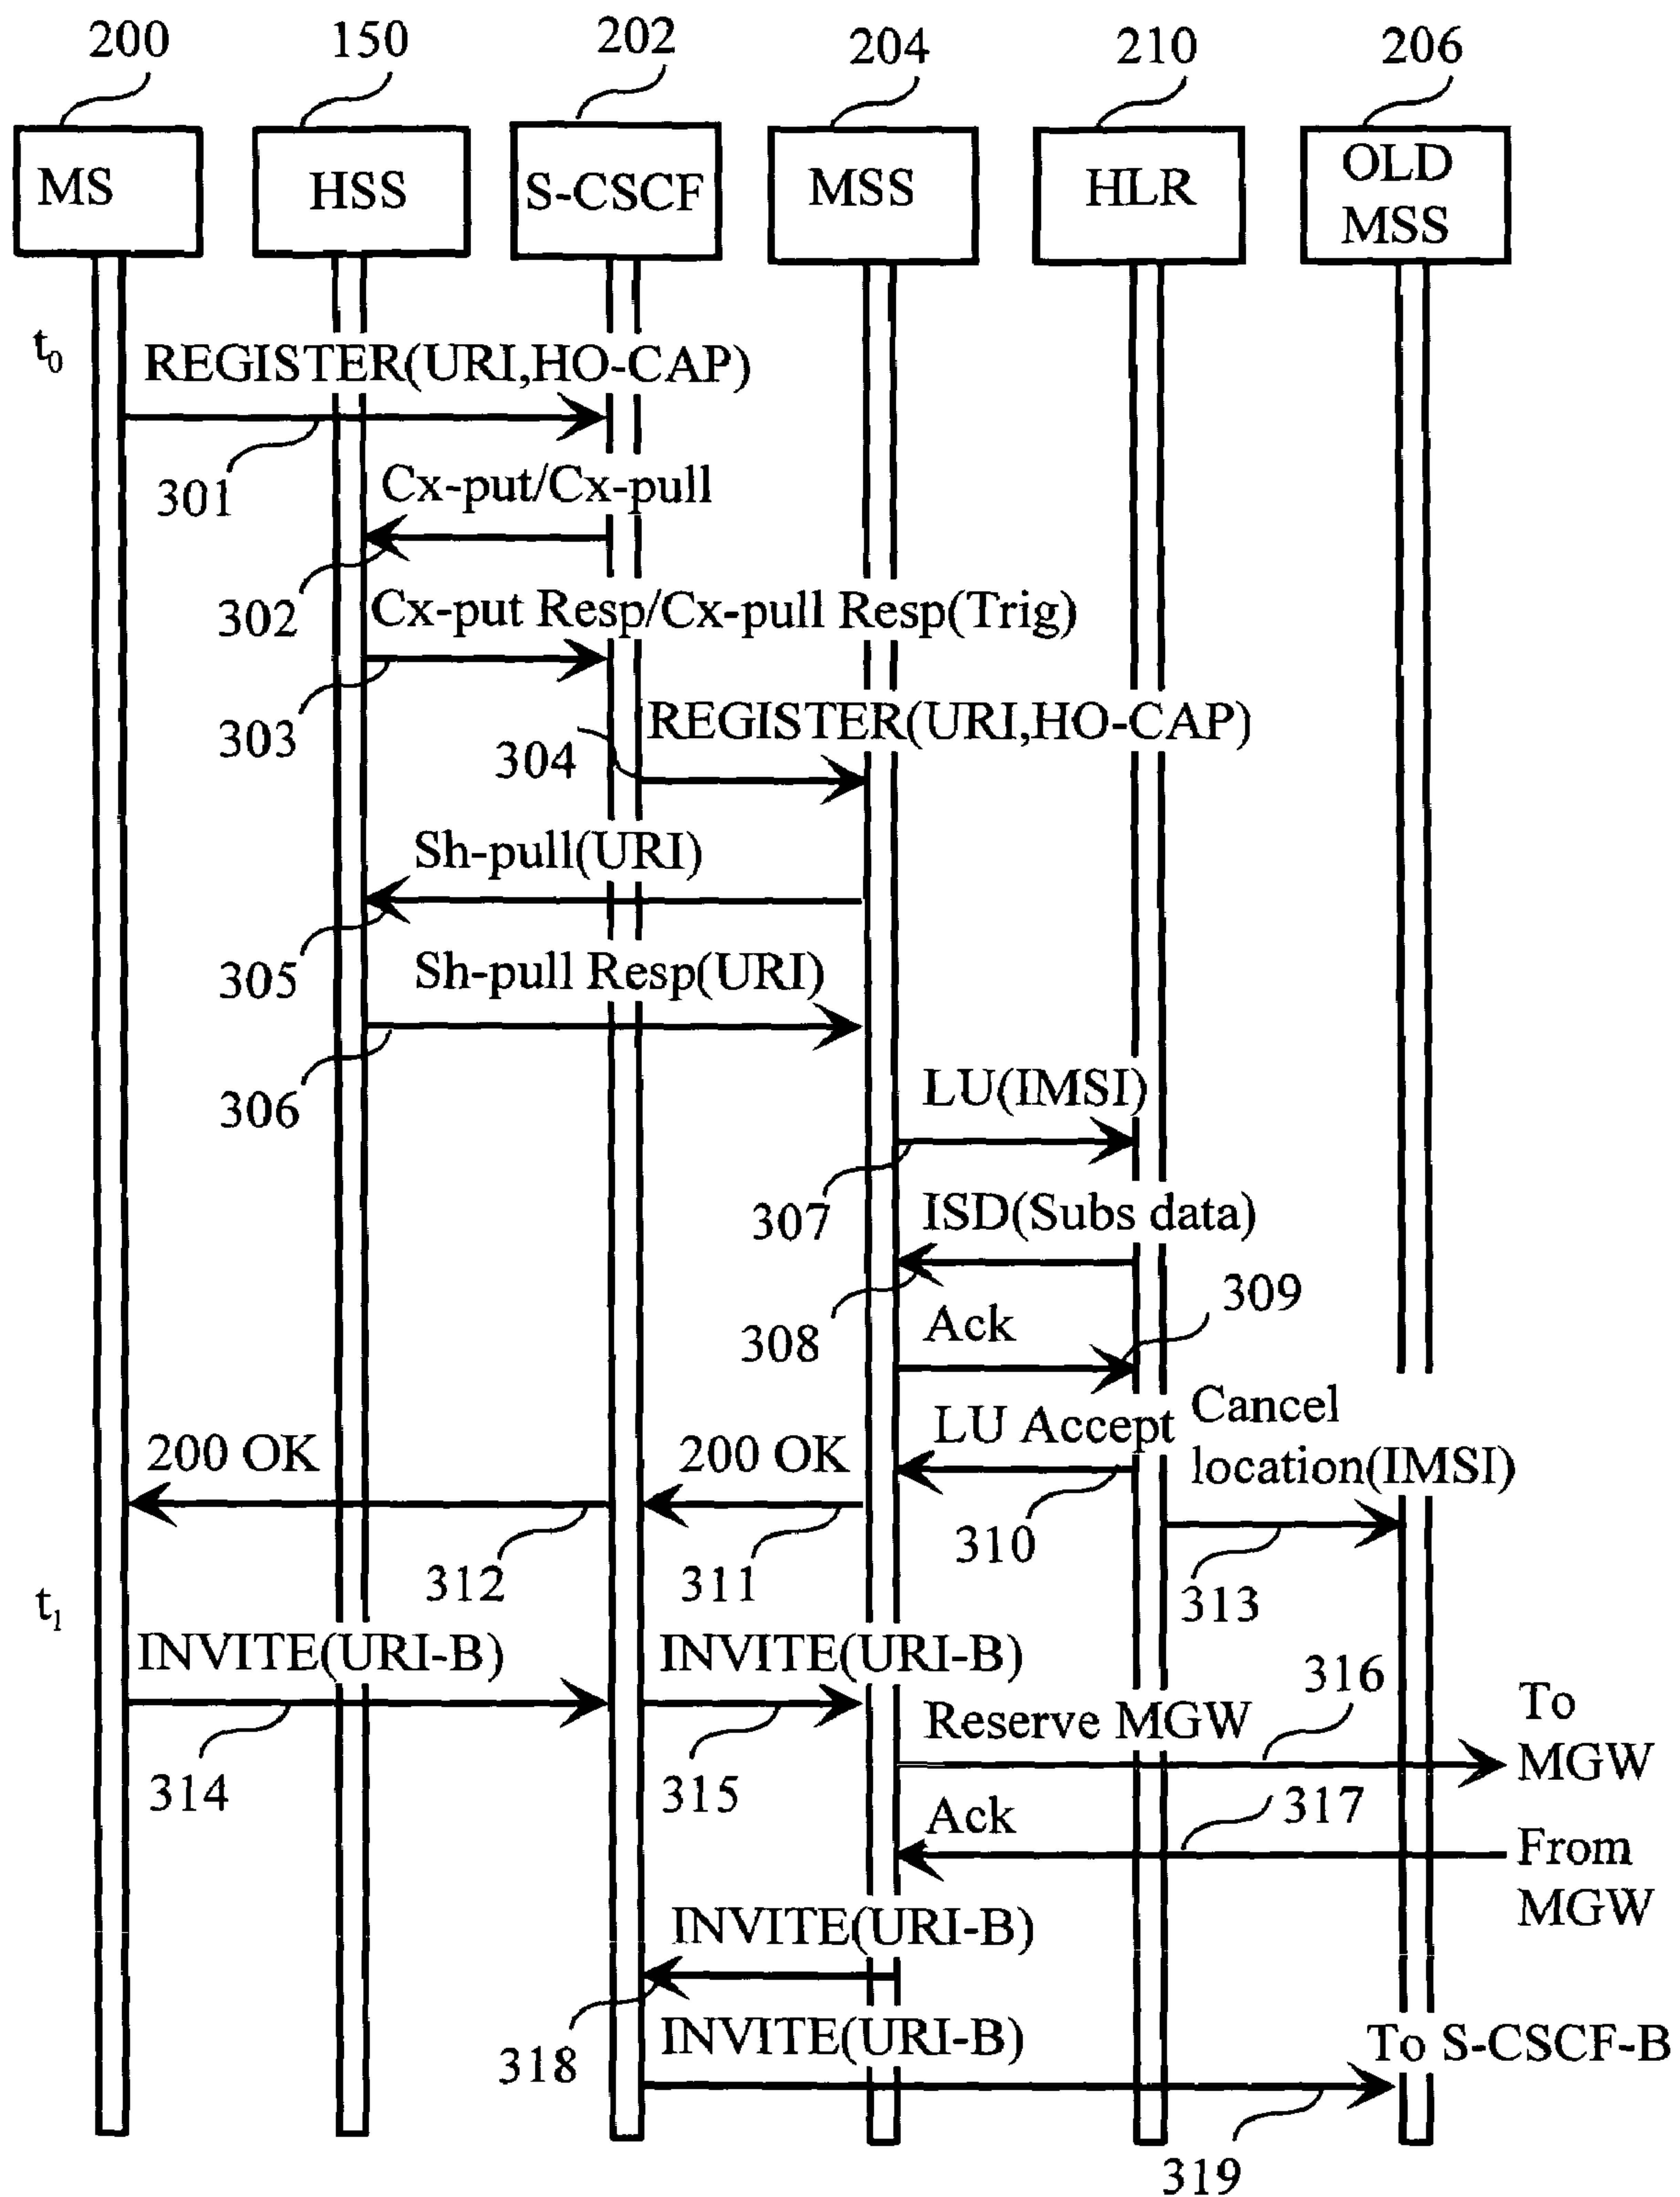 200 150 202 204 210 206
MS HSS S-CSCF MSS HLR OLD MSS
t0
REGISTER(URI,HO-CAP)
301
Cx-put/Cx-pull
302
Cx-put Resp/Cx-pull Resp(Trig)
303
REGISTER(URI,HO-CAP)
304
Sh-pull(URI)
305
Sh-pull Resp(URI)
306
LU(IMSI)
307
ISD(Subs data)
308
309
Ack
LU Accept
310
Cancel
location(IMSI)
313
200 OK
311
200 OK
312
t1
INVITE(URI-B)
314
INVITE(URI-B)
315
Reserve MGW
316
To
MGW
Ack
317
From
MGW
INVITE(URI-B)
318
INVITE(URI-B)
To S-CSCF-B
319